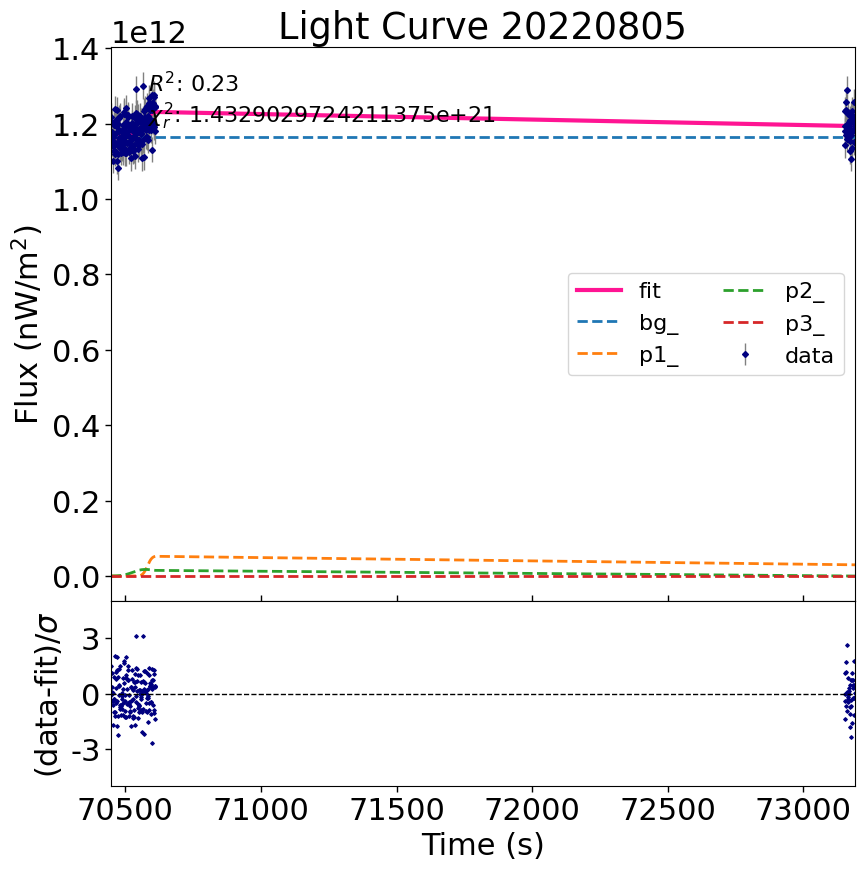 Light Curve 20220805
1e12
1.4
R²: 0.23
χ²ᵣ: 1.4329029724211375e+21
1.2
1.0
0.8
0.6
0.4
0.2
0.0
Flux (nW/m²)
fit
bg_
p1_
p2_
p3_
data
3
0
-3
(data-fit)/σ
70500 71000 71500 72000 72500 73000
Time (s)